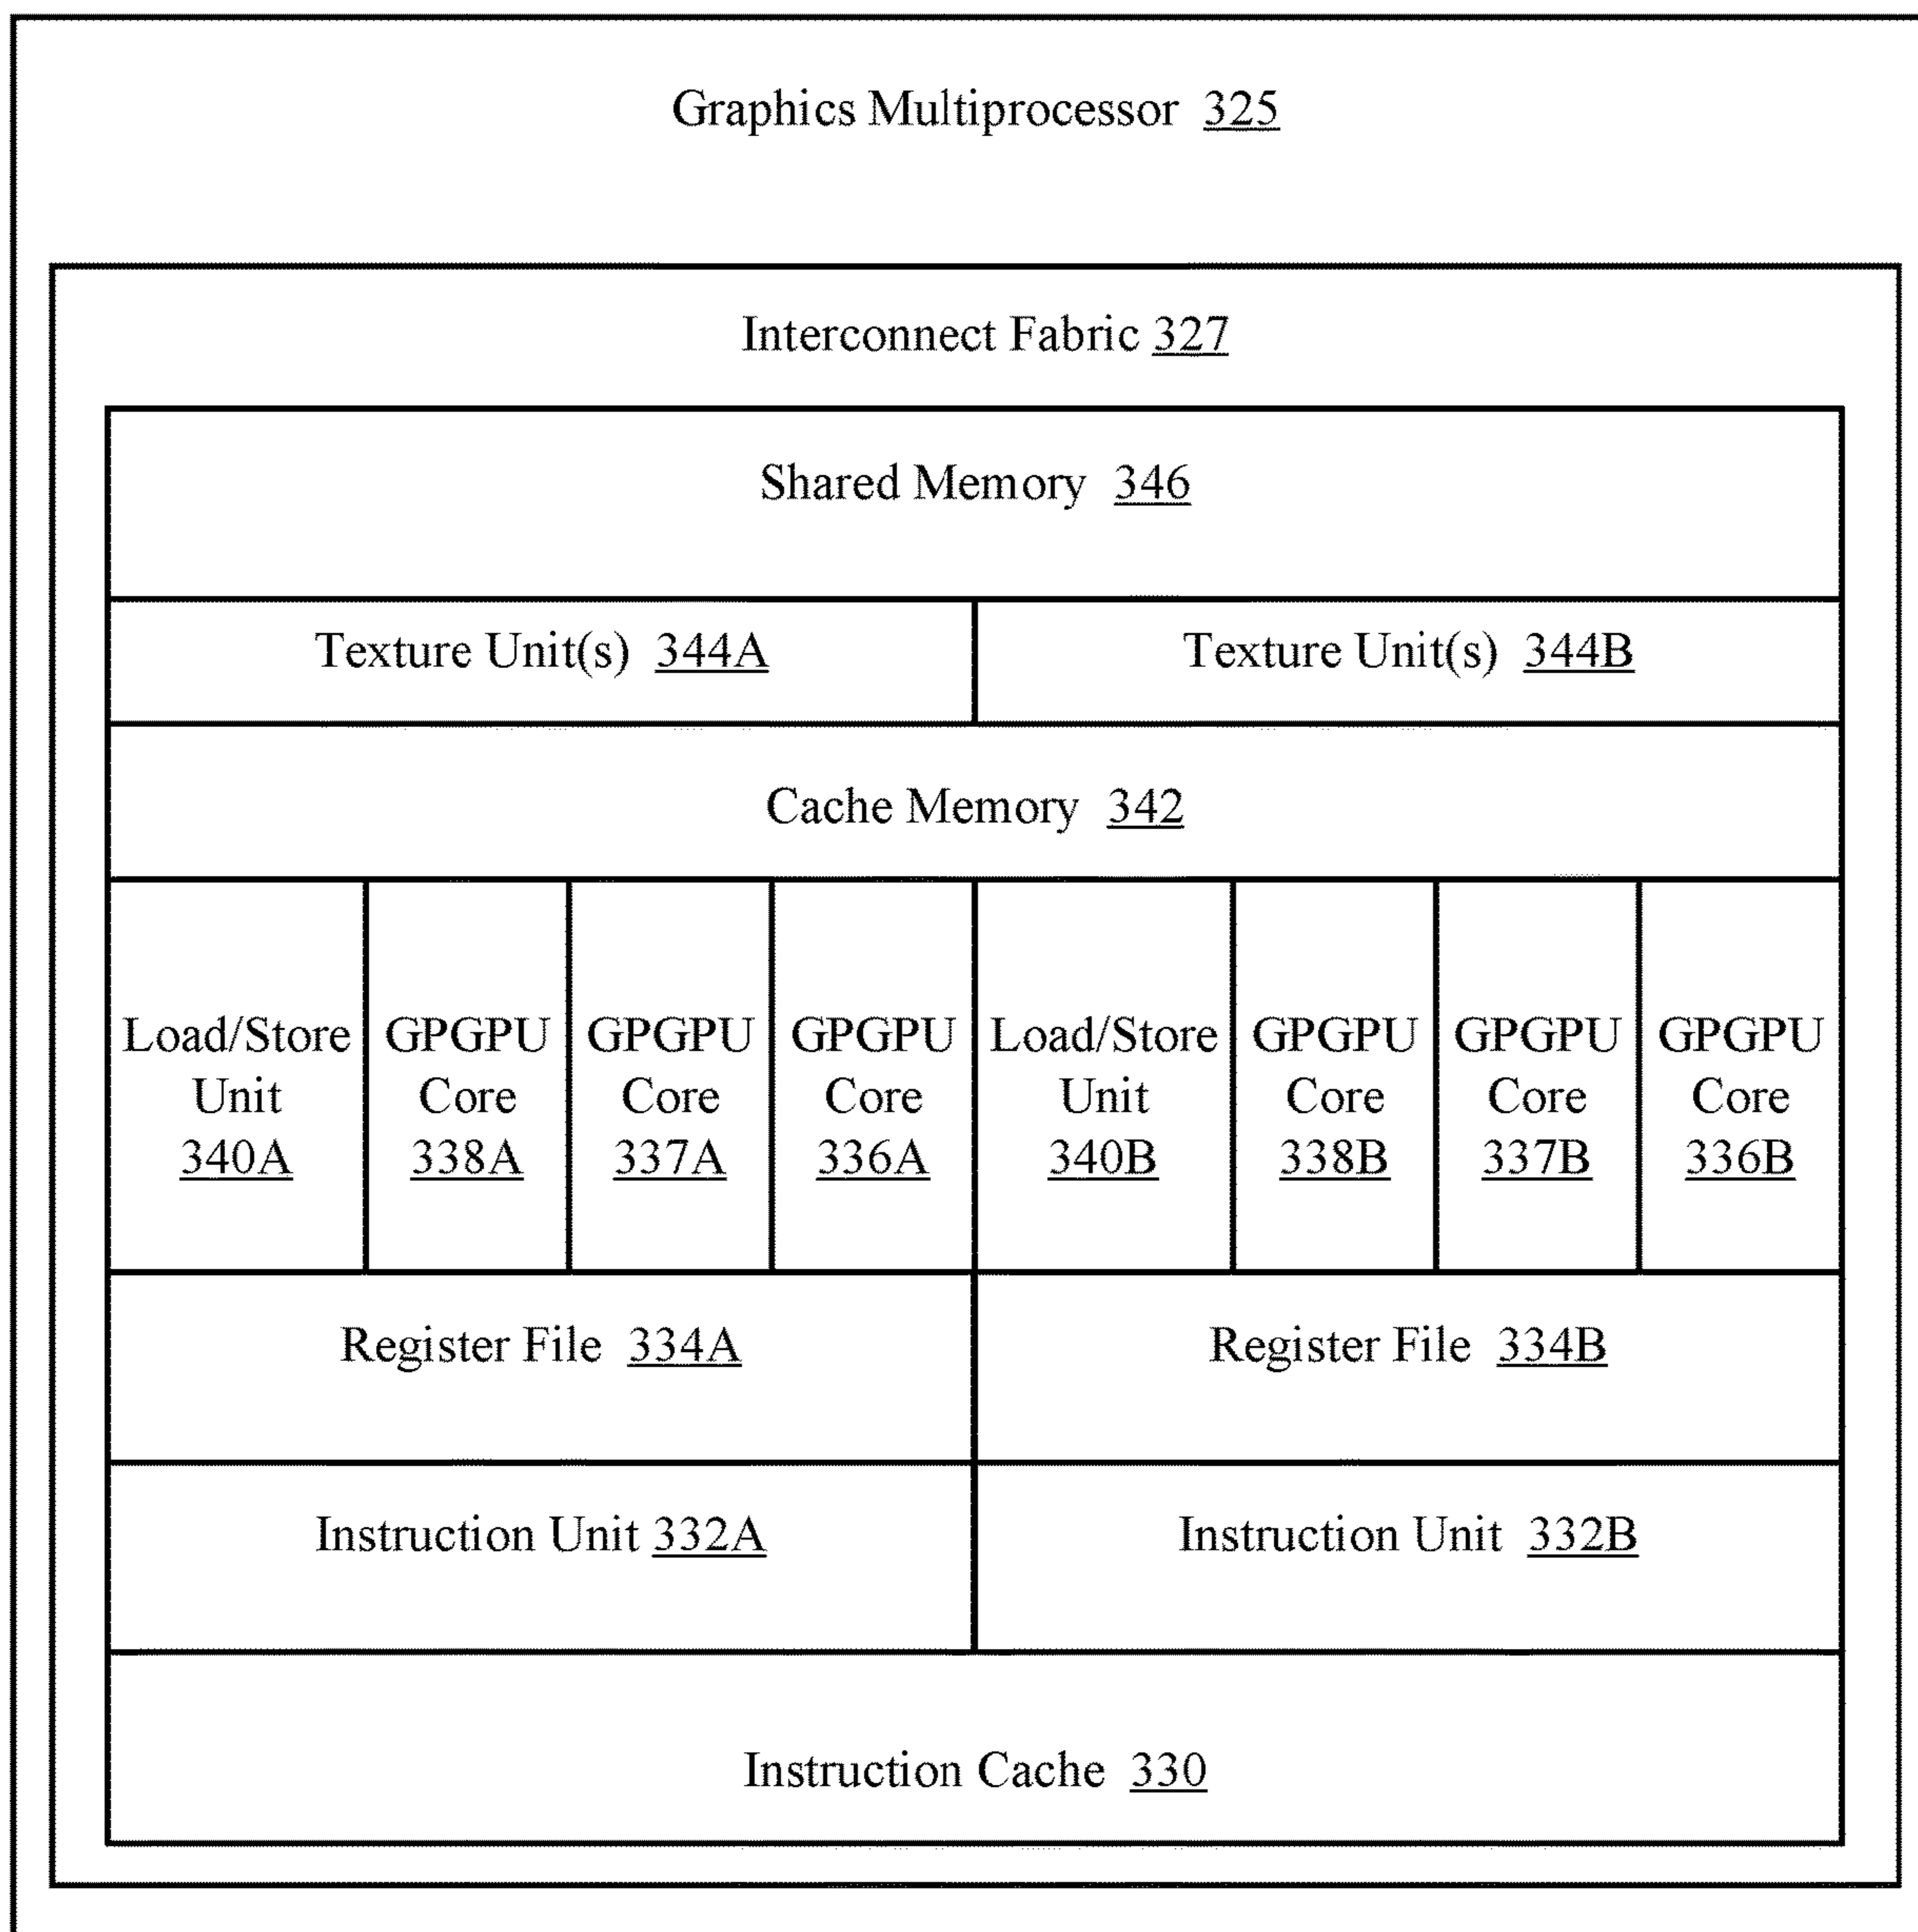 Graphics Multiprocessor 325
Interconnect Fabric 327
Shared Memory 346
Texture Unit(s) 344A
Texture Unit(s) 344B
Cache Memory 342
Load/Store
Unit
340A
GPGPU
Core
338A
GPGPU
Core
337A
GPGPU
Core
336A
Load/Store
Unit
340B
GPGPU
Core
338B
GPGPU
Core
337B
GPGPU
Core
336B
Register File 334A
Register File 334B
Instruction Unit 332A
Instruction Unit 332B
Instruction Cache 330